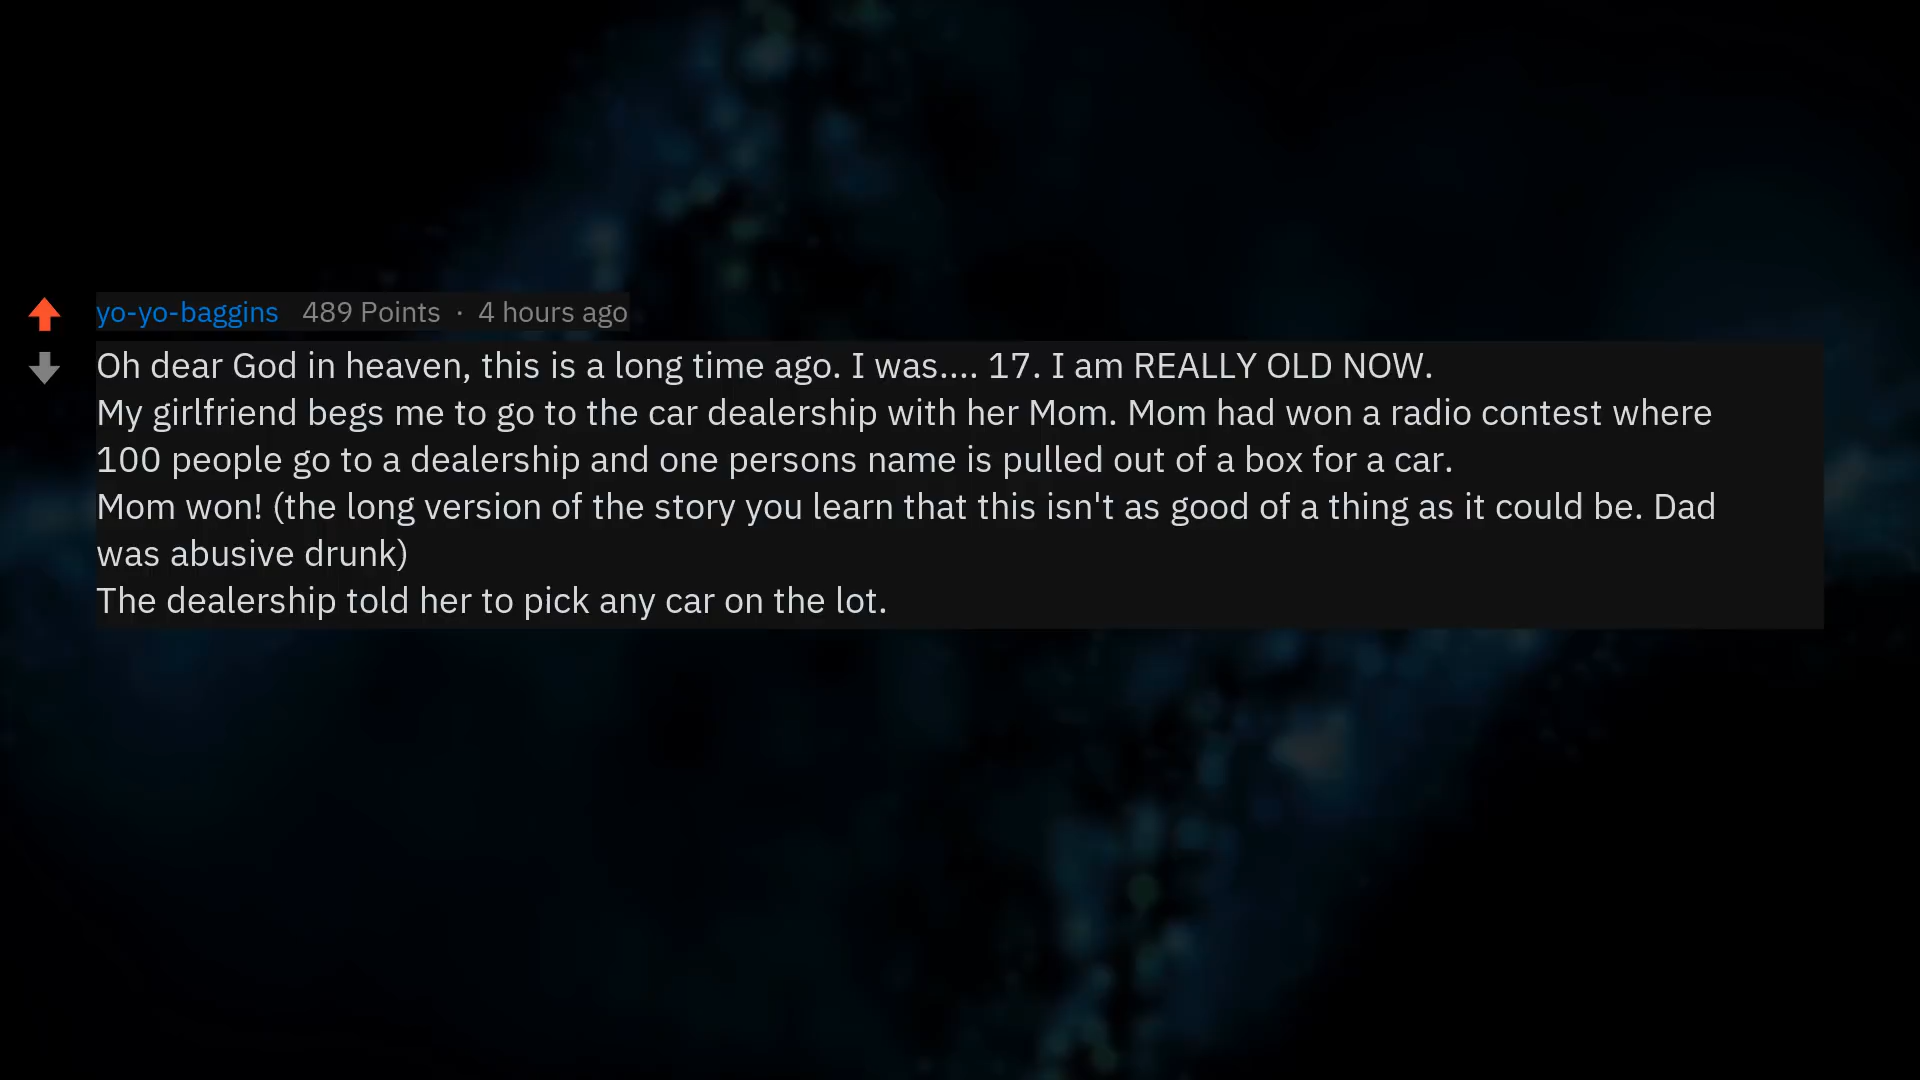 yo-yo-baggins 489 Points · 4 hours ago
Oh dear God in heaven, this is a long time ago. I was.... 17. I am REALLY OLD NOW.
My girlfriend begs me to go to the car dealership with her Mom. Mom had won a radio contest where
100 people go to a dealership and one persons name is pulled out of a box for a car.
Mom won! (the long version of the story you learn that this isn't as good of a thing as it could be. Dad
was abusive drunk)
The dealership told her to pick any car on the lot.